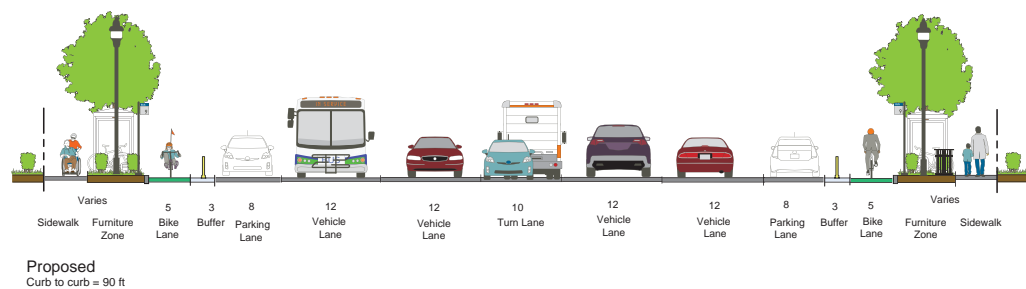 Varies
Sidewalk
Furniture
Zone
5
Bike
Lane
3
Buffer
8
Parking
Lane
12
Vehicle
Lane
12
Vehicle
Lane
10
Turn Lane
12
Vehicle
Lane
12
Vehicle
Lane
8
Parking
Lane
3
Buffer
5
Bike
Lane
Varies
Furniture
Zone
Sidewalk
Proposed
Curb to curb = 90 ft